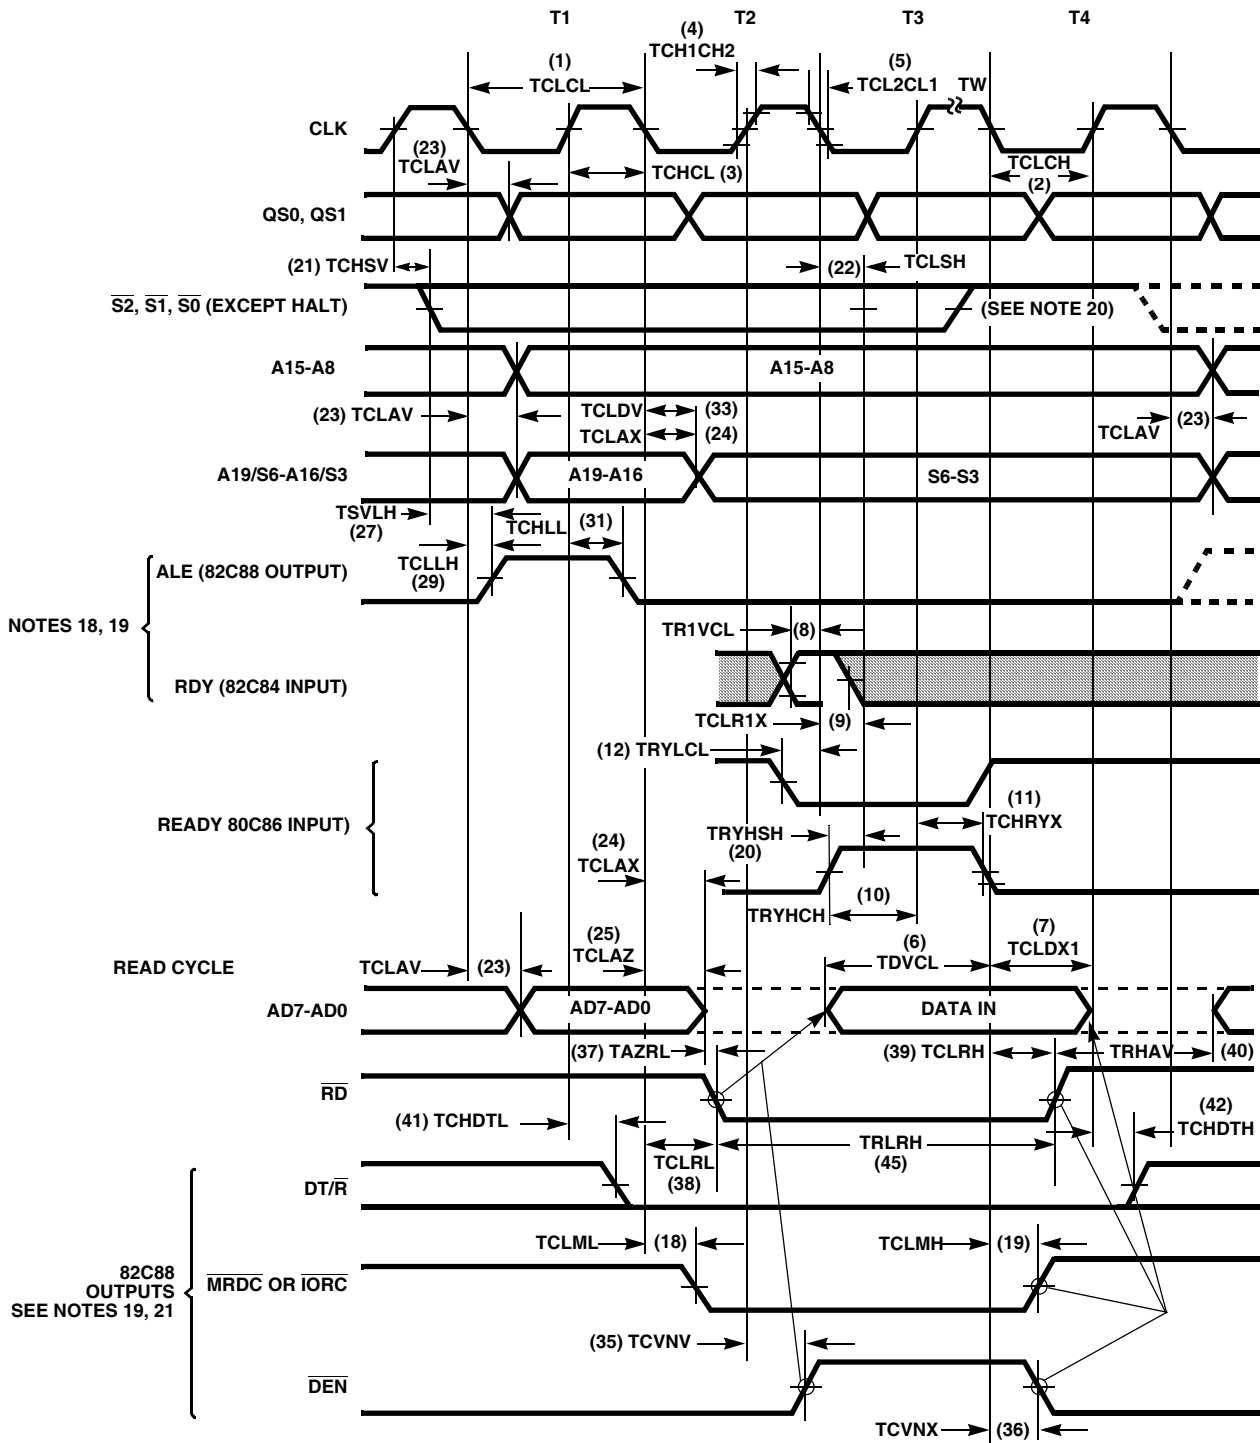 T1 T2 T3 T4
(4)
TCH1CH2
(1)
TCLCL
(5)
TCL2CL1
TW
CLK
(23)
TCLAV
TCHCL (3)
TCLCH
(2)
QS0, QS1
(21) TCHSV
(22)
TCLSH
S2, S1, S0 (EXCEPT HALT)
(SEE NOTE 20)
A15-A8
A15-A8
(23) TCLAV
TCLDV (33)
TCLAX (24)
TCLAV (23)
A19/S6-A16/S3
A19-A16
S6-S3
TSVLH
(27)
TCHLL (31)
TCLLH
(29)
ALE (82C88 OUTPUT)
NOTES 18, 19
TR1VCL (8)
RDY (82C84 INPUT)
TCLR1X (9)
(12) TRYLCL
READY 80C86 INPUT)
(11)
TCHRYX
TRYHSH
(20)
(24)
TCLAX
(10)
TRYHCH
READ CYCLE
TCLAV (23)
(25)
TCLAZ
(6)
TDVCL
(7)
TCLDX1
AD7-AD0
AD7-AD0
DATA IN
(37) TAZRL
(39) TCLRH
TRHAV (40)
RD
(41) TCHDTL
(42)
TCHDTH
TCLRL
(38)
TRLRH
(45)
DT/R
TCLML (18)
TCLMH (19)
82C88
OUTPUTS
SEE NOTES 19, 21
MRDC OR IORC
(35) TCVNV
DEN
TCVNX (36)